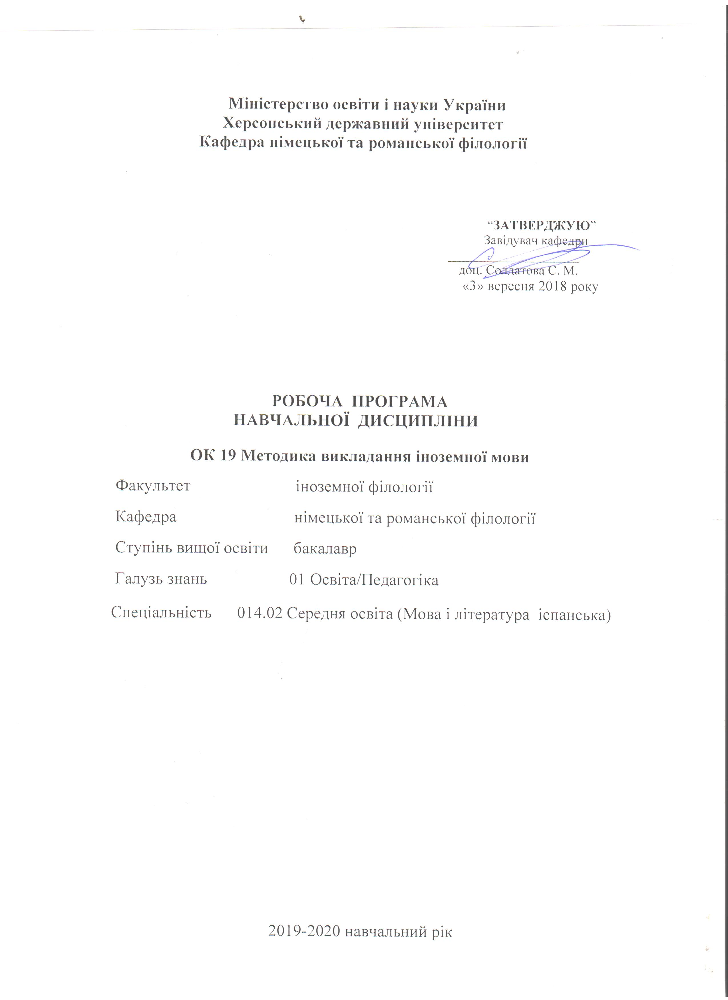 Міністерство освіти і науки України
Херсонський державний університет
Кафедра німецької та романської філології
“ЗАТВЕРДЖУЮ”
Завідувач кафедри
доц. Солдатова С. М.
«3» вересня 2018 року
РОБОЧА ПРОГРАМА
НАВЧАЛЬНОЇ ДИСЦИПЛІНИ
ОК 19 Методика викладання іноземної мови
Факультет іноземної філології
Кафедра німецької та романської філології
Ступінь вищої освіти бакалавр
Галузь знань 01 Освіта/Педагогіка
Спеціальність 014.02 Середня освіта (Мова і література іспанська)
2019-2020 навчальний рік